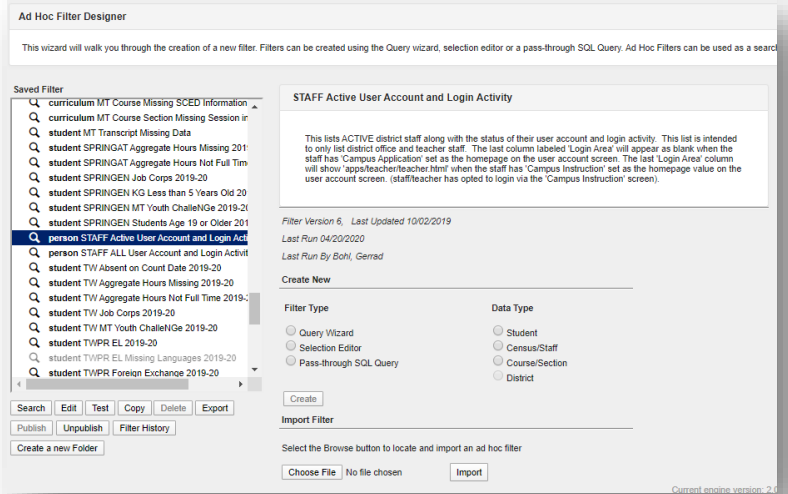 Ad Hoc Filter Designer
This wizard will walk you through the creation of a new filter. Filters can be created using the Query wizard, selection editor or a pass-through SQL Query. Ad Hoc Filters can be used as a searc
Saved Filter
curriculum MT Course Missing SCED Information
curriculum MT Course Section Missing Session in
student MT Transcript Missing Data
student SPRINGAT Aggregate Hours Missing 201
student SPRINGAT Aggregate Hours Not Full Tim
student SPRINGEN Job Corps 2019-20
student SPRINGEN KG Less than 5 Years Old 20
student SPRINGEN MT Youth ChalleNGe 2019-20
student SPRINGEN Students Age 19 or Older 201
person STAFF Active User Account and Login Acti
person STAFF ALL User Account and Login Activit
student TW Absent on Count Date 2019-20
student TW Aggregate Hours Missing 2019-20
student TW Aggregate Hours Not Full Time 2019-
student TW Job Corps 2019-20
student TW MT Youth ChalleNGe 2019-20
student TWPR EL 2019-20
student TWPR EL Missing Languages 2019-20
student TWPR Foreign Exchange 2019-20
Search Edit Test Copy Delete Export
Publish Unpublish Filter History
Create a new Folder
STAFF Active User Account and Login Activity
This lists ACTIVE district staff along with the status of their user account and login activity. This list is intended
to only list district office and teacher staff. The last column labeled 'Login Area' will appear as blank when the
staff has 'Campus Application' set as the homepage on the user account screen. The last 'Login Area' column
will show 'apps/teacher/teacher.html' when the staff has 'Campus Instruction' set as the homepage value on the
user account screen. (staff/teacher has opted to login via the 'Campus Instruction' screen).
Filter Version 6, Last Updated 10/02/2019
Last Run 04/20/2020
Last Run By Bohl, Gerrad
Create New
Filter Type Data Type
Query Wizard Student
Selection Editor Census/Staff
Pass-through SQL Query Course/Section
District
Create
Import Filter
Select the Browse button to locate and import an ad hoc filter
Choose File No file chosen Import
Current engine version: 2.0